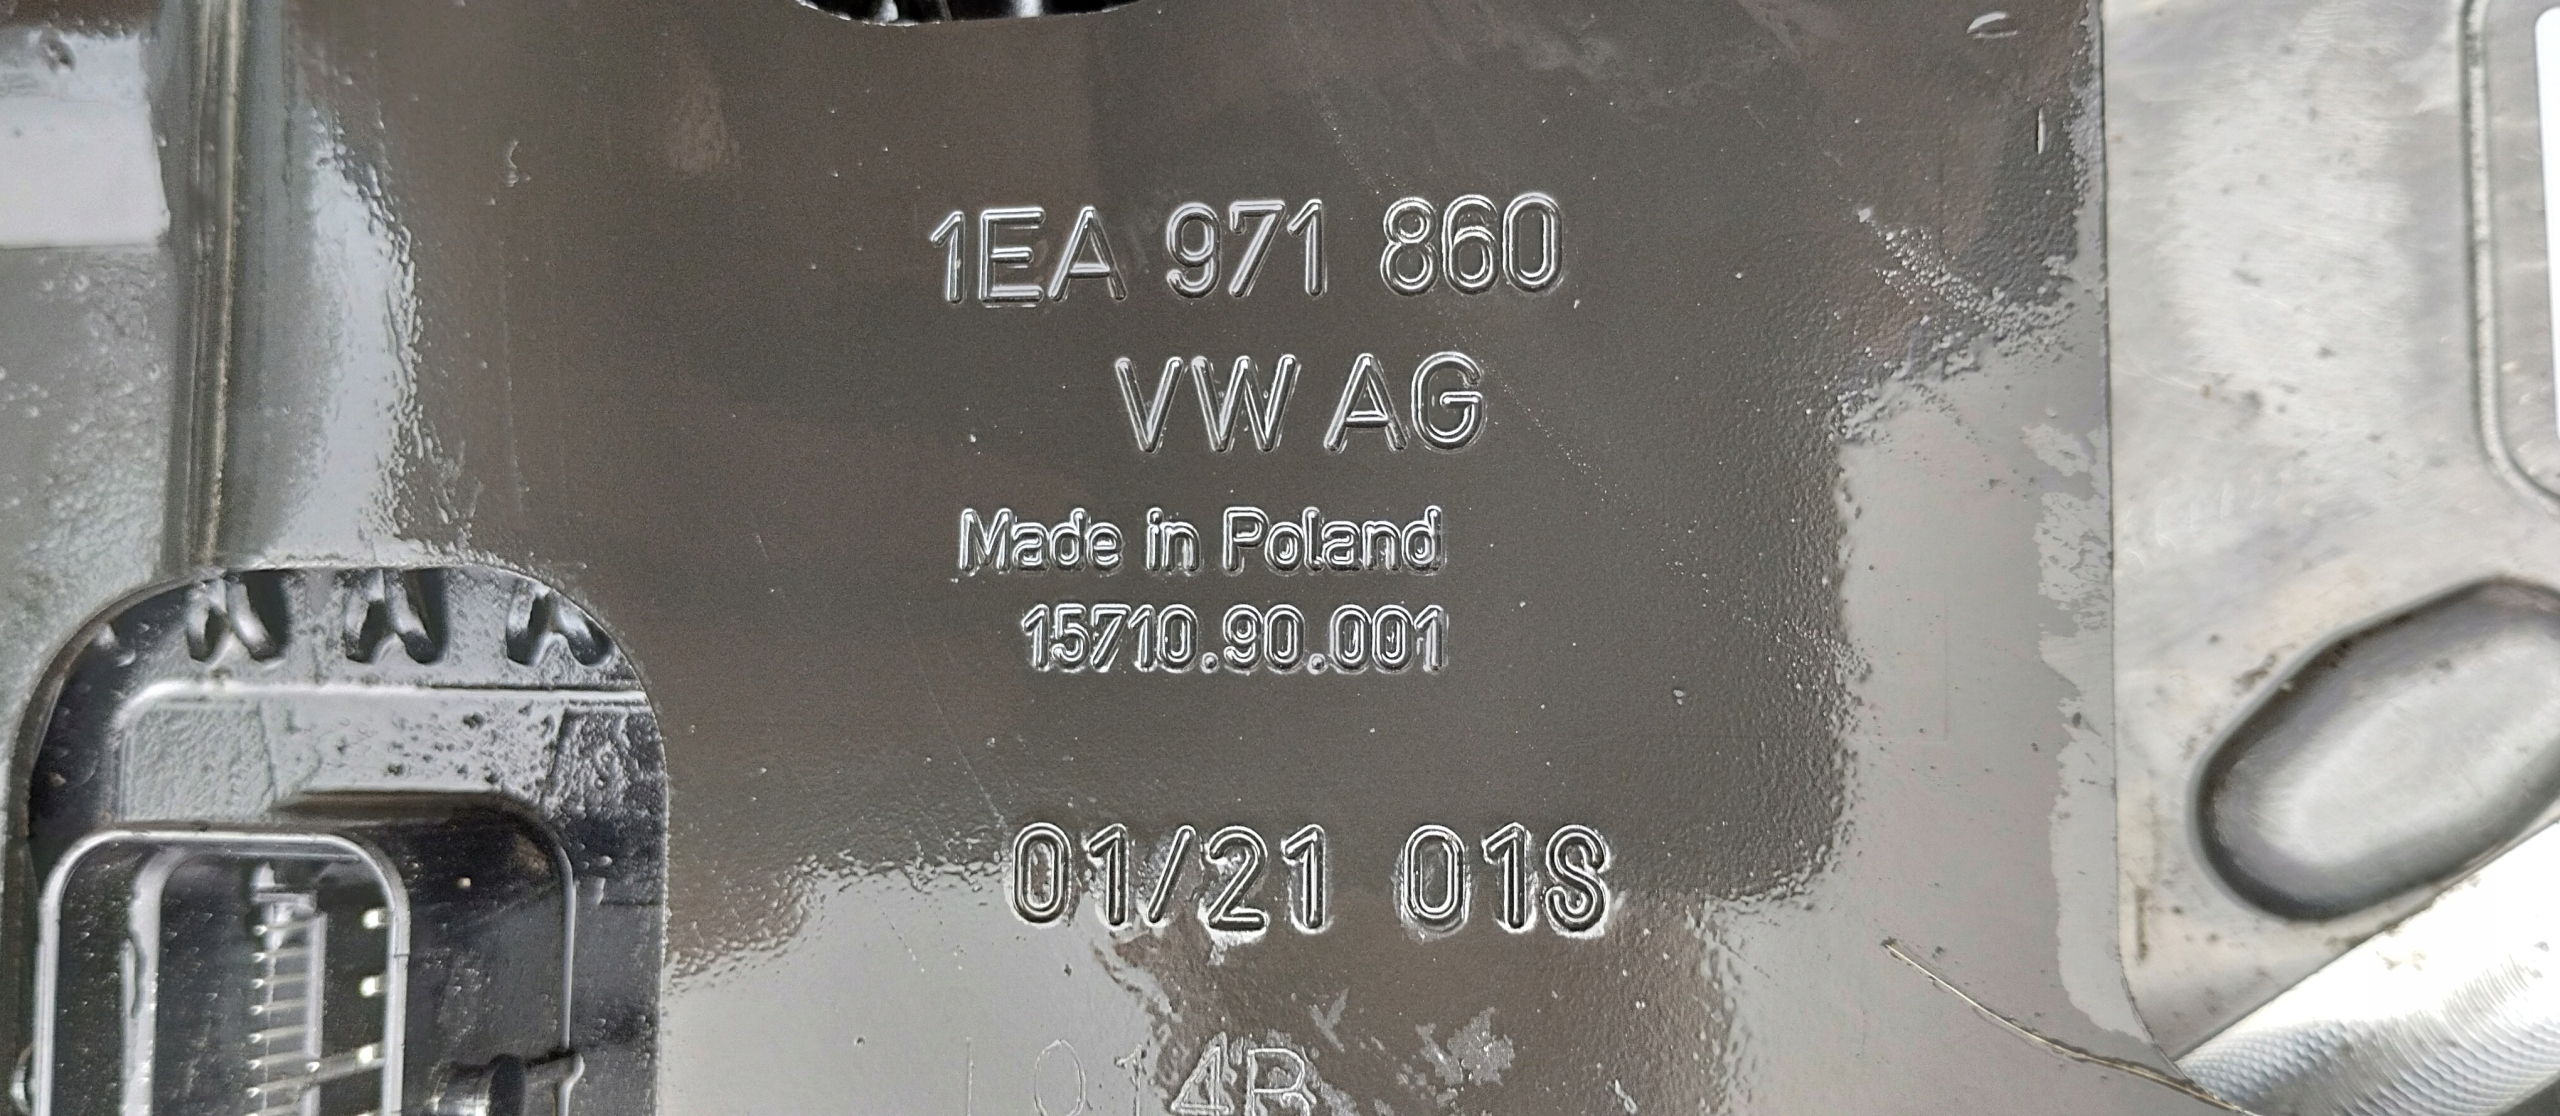 1EA 971 860
VW AG
Made in Poland
15710.90.001
01/21 01S